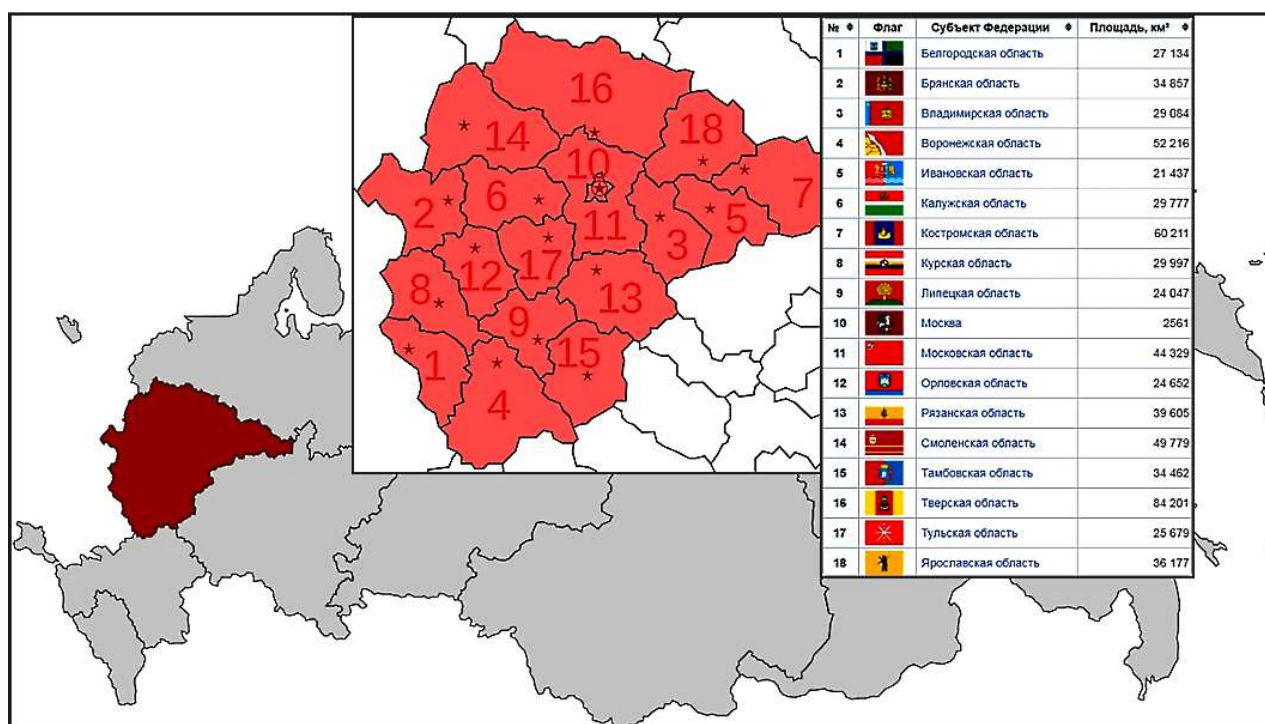 № Флаг Субъект Федерации Площадь, км²
1 Белгородская область 27 134
2 Брянская область 34 857
3 Владимирская область 29 084
4 Воронежская область 52 216
5 Ивановская область 21 437
6 Калужская область 29 777
7 Костромская область 60 211
8 Курская область 29 997
9 Липецкая область 24 047
10 Москва 2561
11 Московская область 44 329
12 Орловская область 24 652
13 Рязанская область 39 605
14 Смоленская область 49 779
15 Тамбовская область 34 462
16 Тверская область 84 201
17 Тульская область 25 679
18 Ярославская область 36 177
16
14 18
10
2 6 7
11 3 5
12 17
8 13
9
1 15
4